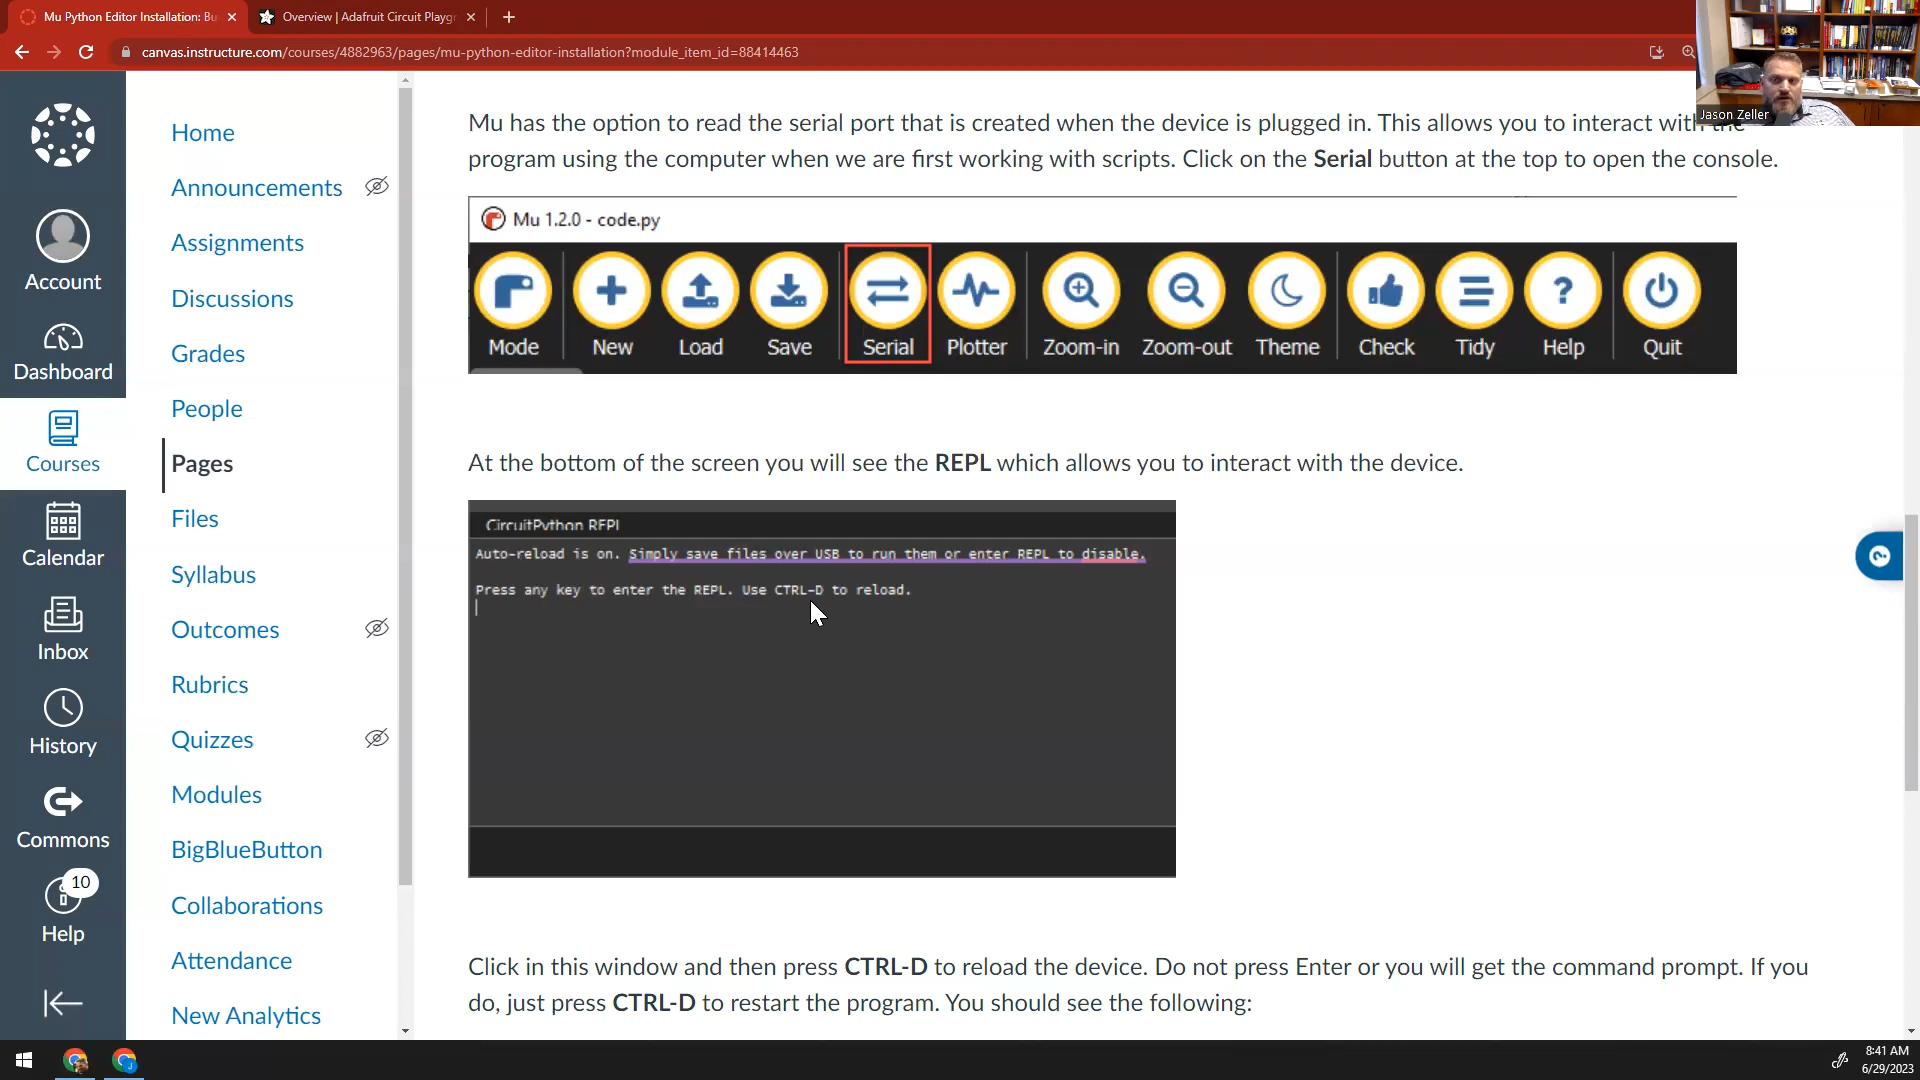 Mu Python Editor Installation: Bu
Overview | Adafruit Circuit Playgr
canvas.instructure.com/courses/4882963/pages/mu-python-editor-installation?module_item_id=88414463
Jason Zeller
Account
Dashboard
Courses
Calendar
Inbox
History
Commons
10
Help
Home
Announcements
Assignments
Discussions
Grades
People
Pages
Files
Syllabus
Outcomes
Rubrics
Quizzes
Modules
BigBlueButton
Collaborations
Attendance
New Analytics
Mu has the option to read the serial port that is created when the device is plugged in. This allows you to interact with the
program using the computer when we are first working with scripts. Click on the Serial button at the top to open the console.
Mu 1.2.0 - code.py
Mode New Load Save Serial Plotter Zoom-in Zoom-out Theme Check Tidy Help Quit
At the bottom of the screen you will see the REPL which allows you to interact with the device.
CircuitPython REPL
Auto-reload is on. Simply save files over USB to run them or enter REPL to disable.
Press any key to enter the REPL. Use CTRL-D to reload.
Click in this window and then press CTRL-D to reload the device. Do not press Enter or you will get the command prompt. If you
do, just press CTRL-D to restart the program. You should see the following:
8:41 AM
6/29/2023